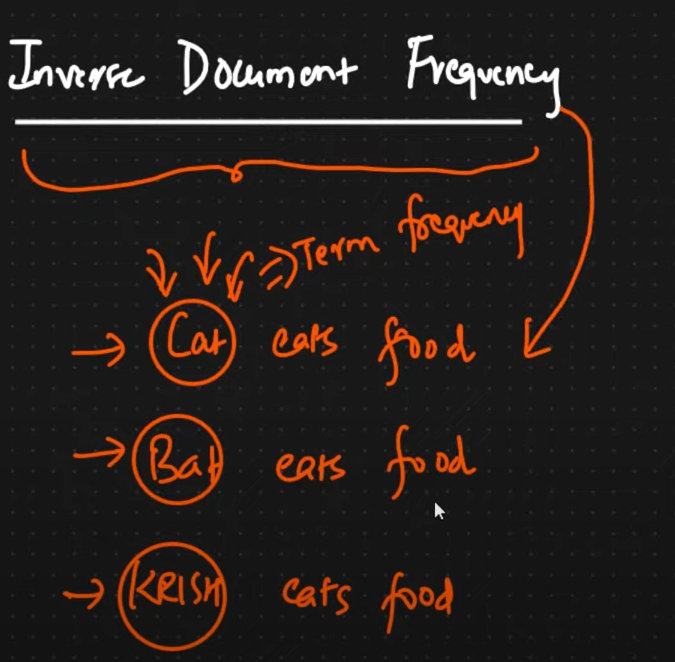 Inverse Document Frequency
=> Term frequency
→ Cat eats food
→ Bat eats food
→ KRISH eats food